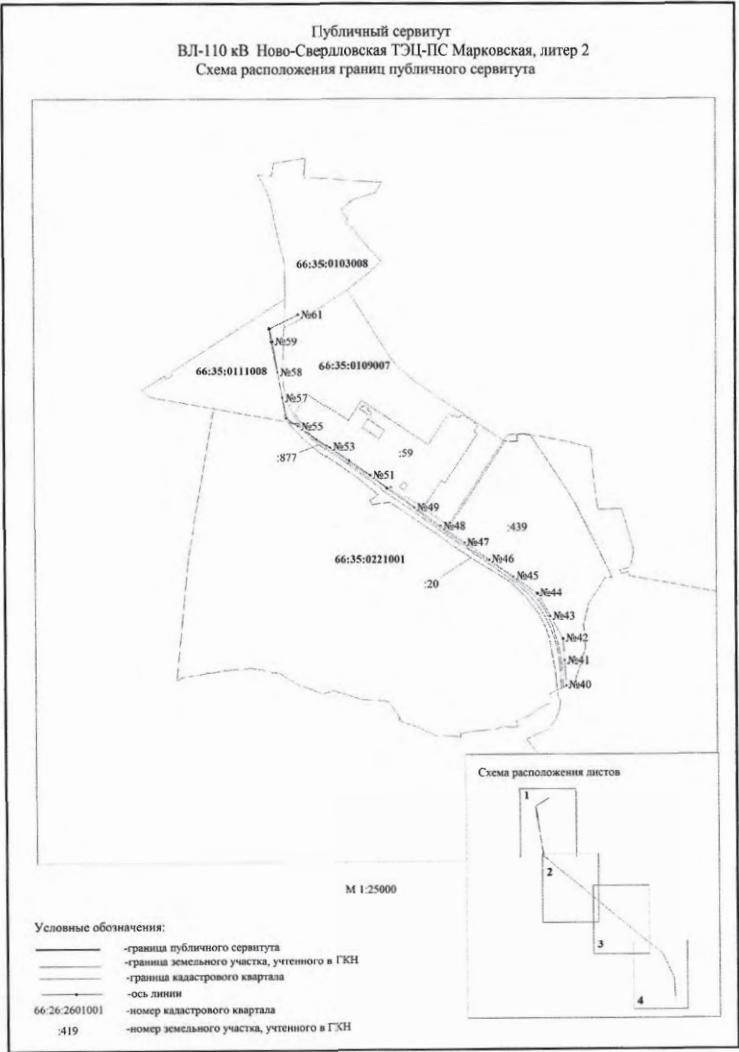 Публичный сервитут
ВЛ-110 кВ Ново-Свердловская ТЭЦ-ПС Марковская, литер 2
Схема расположения границ публичного сервитута
66:35:0103008
№61
№59
66:35:0111008
№58
66:35:0109007
№57
№55
:877
№53
:59
№51
№49
№48
:439
№47
66:35:0221001
№46
:20
№45
№44
№43
№42
№41
№40
Схема расположения листов
1
2
3
4
М 1:25000
Условные обозначения:
-граница публичного сервитута
-граница земельного участка, учтенного в ГКН
-граница кадастрового квартала
-ось линии
66:26:2601001 -номер кадастрового квартала
:419 -номер земельного участка, учтенного в ГКН